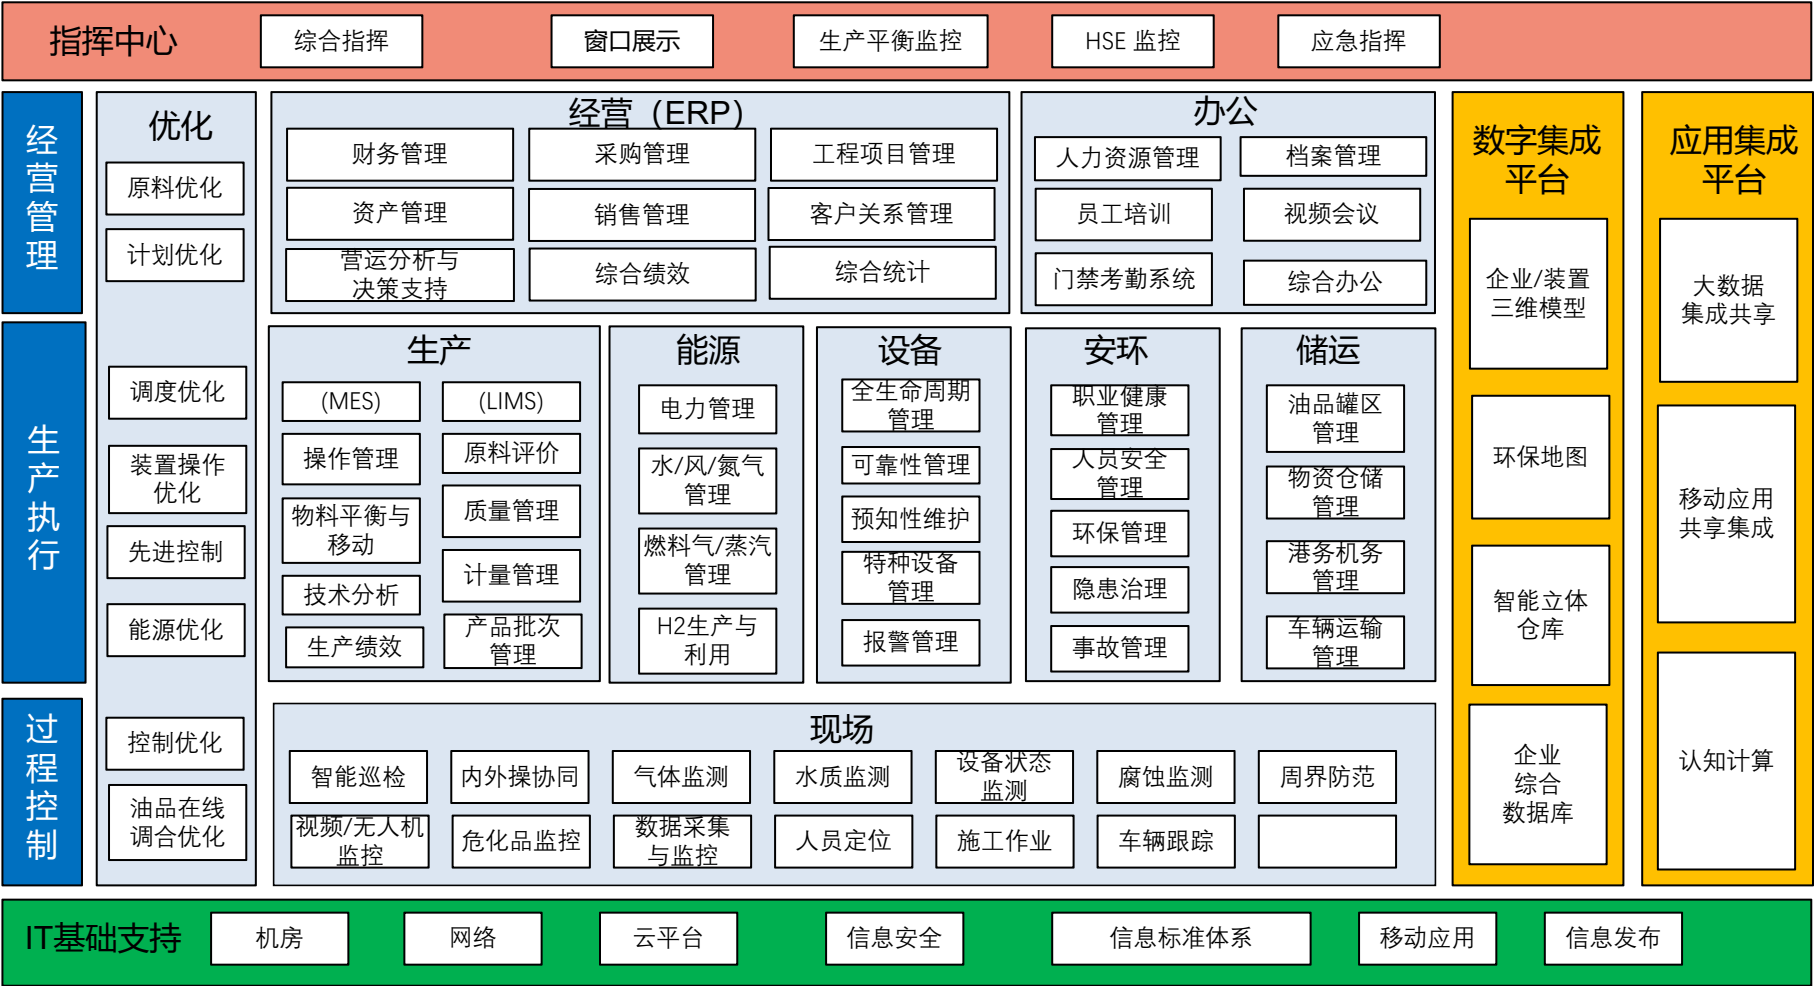 指挥中心
综合指挥
窗口展示
生产平衡监控
HSE 监控
应急指挥
经
营
管
理
生
产
执
行
过
程
控
制
优化
原料优化
计划优化
调度优化
装置操作
优化
先进控制
能源优化
控制优化
油品在线
调合优化
经营（ERP）
财务管理
采购管理
工程项目管理
资产管理
销售管理
客户关系管理
营运分析与
决策支持
综合绩效
综合统计
办公
人力资源管理
档案管理
员工培训
视频会议
门禁考勤系统
综合办公
生产
(MES)
操作管理
物料平衡与
移动
技术分析
生产绩效
(LIMS)
原料评价
质量管理
计量管理
产品批次
管理
能源
电力管理
水/风/氮气
管理
燃料气/蒸汽
管理
H2生产与
利用
设备
全生命周期
管理
可靠性管理
预知性维护
特种设备
管理
报警管理
安环
职业健康
管理
人员安全
管理
环保管理
隐患治理
事故管理
储运
油品罐区
管理
物资仓储
管理
港务机务
管理
车辆运输
管理
现场
智能巡检
内外操协同
气体监测
水质监测
设备状态
监测
腐蚀监测
周界防范
视频/无人机
监控
危化品监控
数据采集
与监控
人员定位
施工作业
车辆跟踪
数字集成
平台
企业/装置
三维模型
环保地图
智能立体
仓库
企业
综合
数据库
应用集成
平台
大数据
集成共享
移动应用
共享集成
认知计算
IT基础支持
机房
网络
云平台
信息安全
信息标准体系
移动应用
信息发布